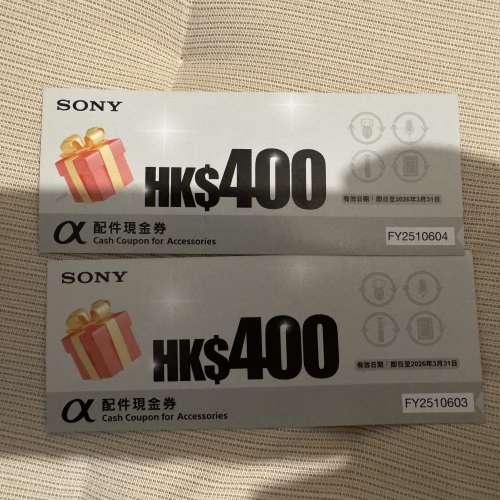 SONY
HK$400
有效日期：即日至2026年3月31日
α 配件現金券
Cash Coupon for Accessories
FY2510604
SONY
HK$400
有效日期：即日至2026年3月31日
α 配件現金券
Cash Coupon for Accessories
FY2510603